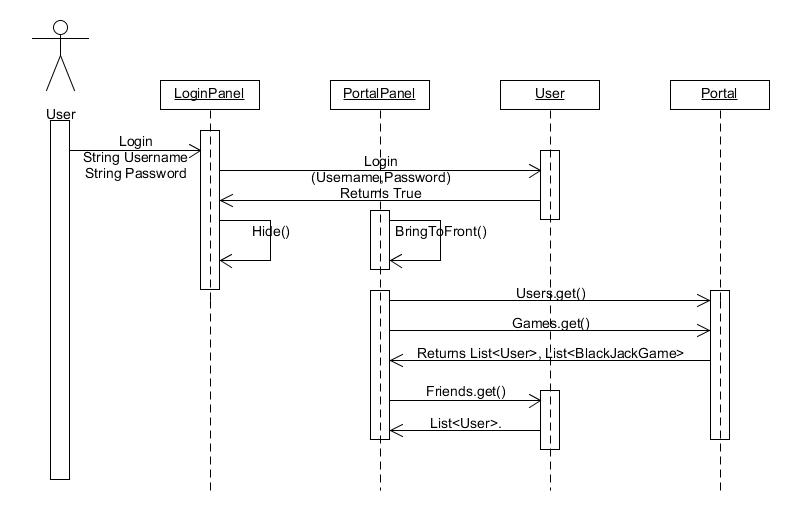 User
LoginPanel
PortalPanel
User
Portal
Login
String Username
String Password
Login
(Username,Password)
Returns True
Hide()
BringToFront()
Users.get()
Games.get()
Returns List<User>, List<BlackJackGame>
Friends.get()
List<User>.